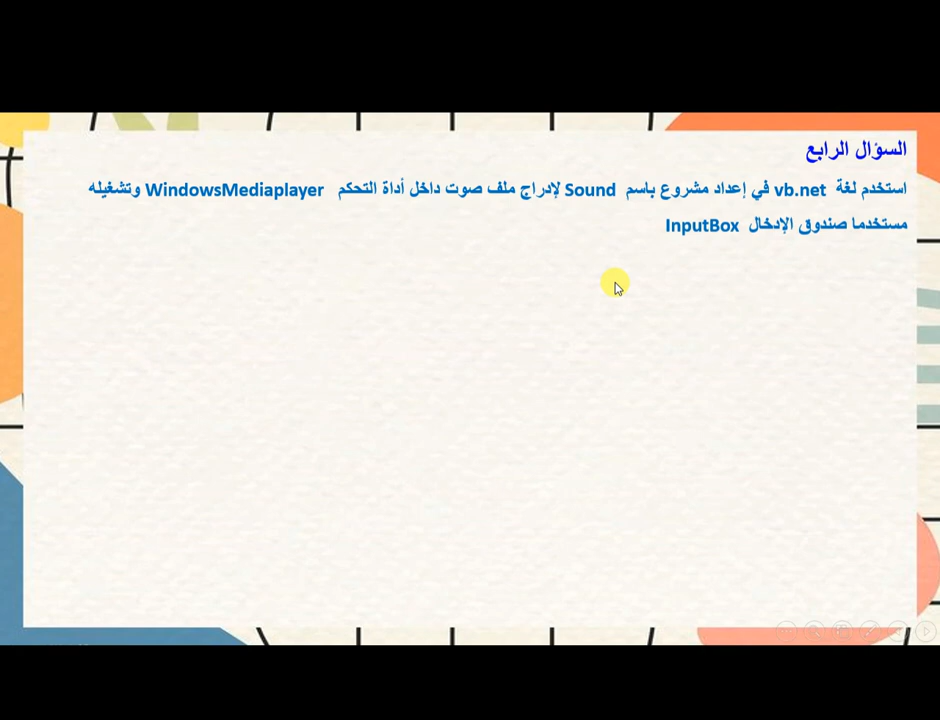 السؤال الرابع
استخدم لغة vb.net في إعداد مشروع باسم Sound لإدراج ملف صوت داخل أداة التحكم WindowsMediaplayer وتشغيله
مستخدما صندوق الإدخال InputBox